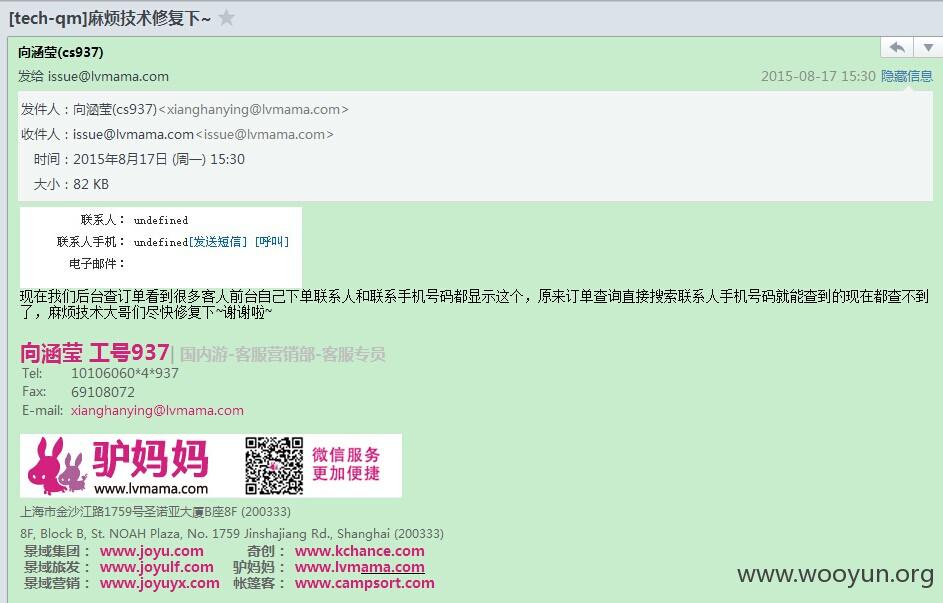 [tech-qm]麻烦技术修复下~
向涵莹(cs937)
发给 issue@lvmama.com
2015-08-17 15:30 隐藏信息
发件人：向涵莹(cs937)<xianghanying@lvmama.com>
收件人：issue@lvmama.com<issue@lvmama.com>
时间：2015年8月17日 (周一) 15:30
大小：82 KB
联系人： undefined
联系人手机： undefined[发送短信] [呼叫]
电子邮件：
现在我们后台查订单看到很多客人前台自己下单联系人和联系手机号码都显示这个，原来订单查询直接搜索联系人手机号码就能查到的现在都查不到
了，麻烦技术大哥们尽快修复下~谢谢啦~
向涵莹 工号937| 国内游-客服营销部-客服专员
Tel: 10106060*4*937
Fax: 69108072
E-mail: xianghanying@lvmama.com
驴妈妈
www.lvmama.com
微信服务
更加便捷
上海市金沙江路1759号圣诺亚大厦B座8F (200333)
8F, Block B, St. NOAH Plaza, No. 1759 Jinshajiang Rd., Shanghai (200333)
景域集团： www.joyu.com 奇创： www.kchance.com
景域旅发： www.joyulf.com 驴妈妈： www.lvmama.com
景域营销： www.joyuyx.com 帐篷客： www.campsort.com
www.wooyun.org